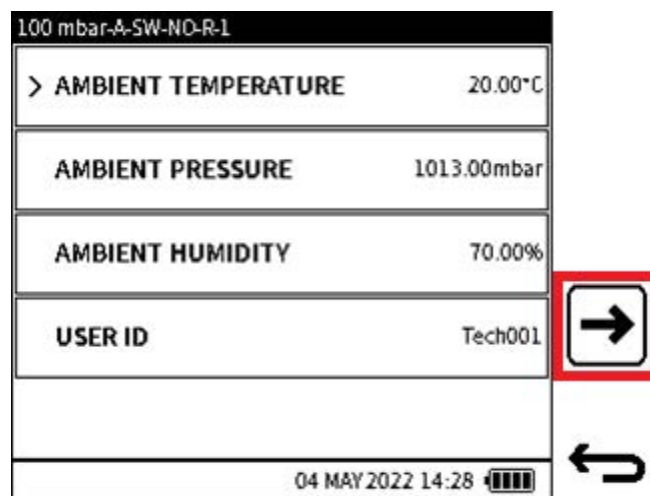 100 mbar-A-SW-NO-R-1
> AMBIENT TEMPERATURE 20.00°C
AMBIENT PRESSURE 1013.00mbar
AMBIENT HUMIDITY 70.00%
USER ID Tech001
04 MAY 2022 14:28